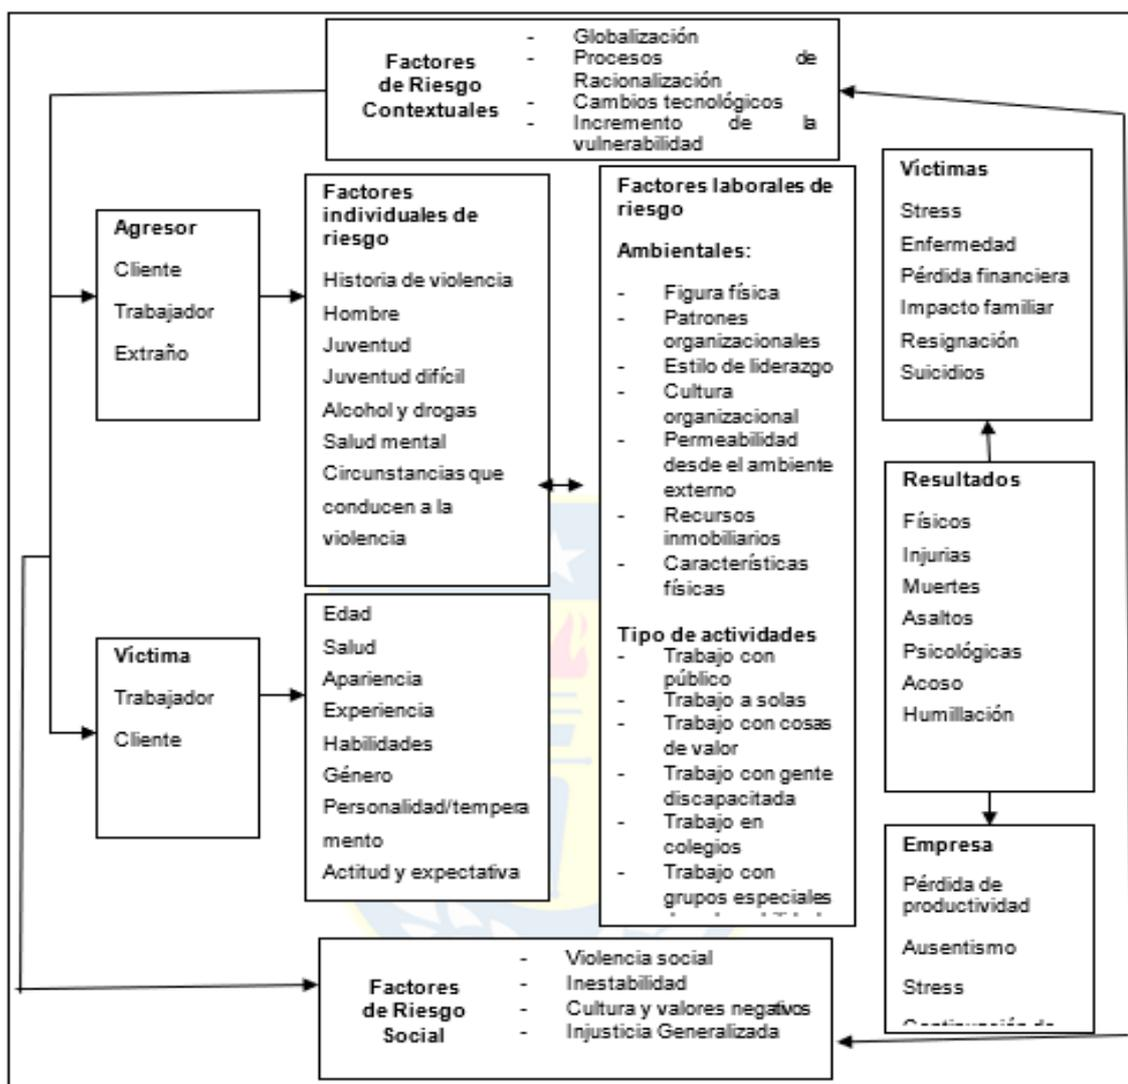 Factores
de Riesgo
Contextuales
- Globalización
- Procesos de
Racionalización
- Cambios tecnológicos
- Incremento de la
vulnerabilidad
Agresor
Cliente
Trabajador
Extraño
Factores
individuales de
riesgo
Historia de violencia
Hombre
Juventud
Juventud difícil
Alcohol y drogas
Salud mental
Circunstancias que
conducen a la
violencia
Factores laborales de
riesgo
Ambientales:
- Figura física
- Patrones
organizacionales
- Estilo de liderazgo
- Cultura
organizacional
- Permeabilidad
desde el ambiente
externo
- Recursos
inmobiliarios
- Características
físicas
Tipo de actividades
- Trabajo con
público
- Trabajo a solas
- Trabajo con cosas
de valor
- Trabajo con gente
discapacitada
- Trabajo en
colegios
- Trabajo con
grupos especiales
Víctimas
Stress
Enfermedad
Pérdida financiera
Impacto familiar
Resignación
Suicidios
Resultados
Físicos
Injurias
Muertes
Asaltos
Psicológicas
Acoso
Humillación
Víctima
Trabajador
Cliente
Edad
Salud
Apariencia
Experiencia
Habilidades
Género
Personalidad/tempera
mento
Actitud y expectativa
Empresa
Pérdida de
productividad
Ausentismo
Stress
Factores
de Riesgo
Social
- Violencia social
- Inestabilidad
- Cultura y valores negativos
- Injusticia Generalizada